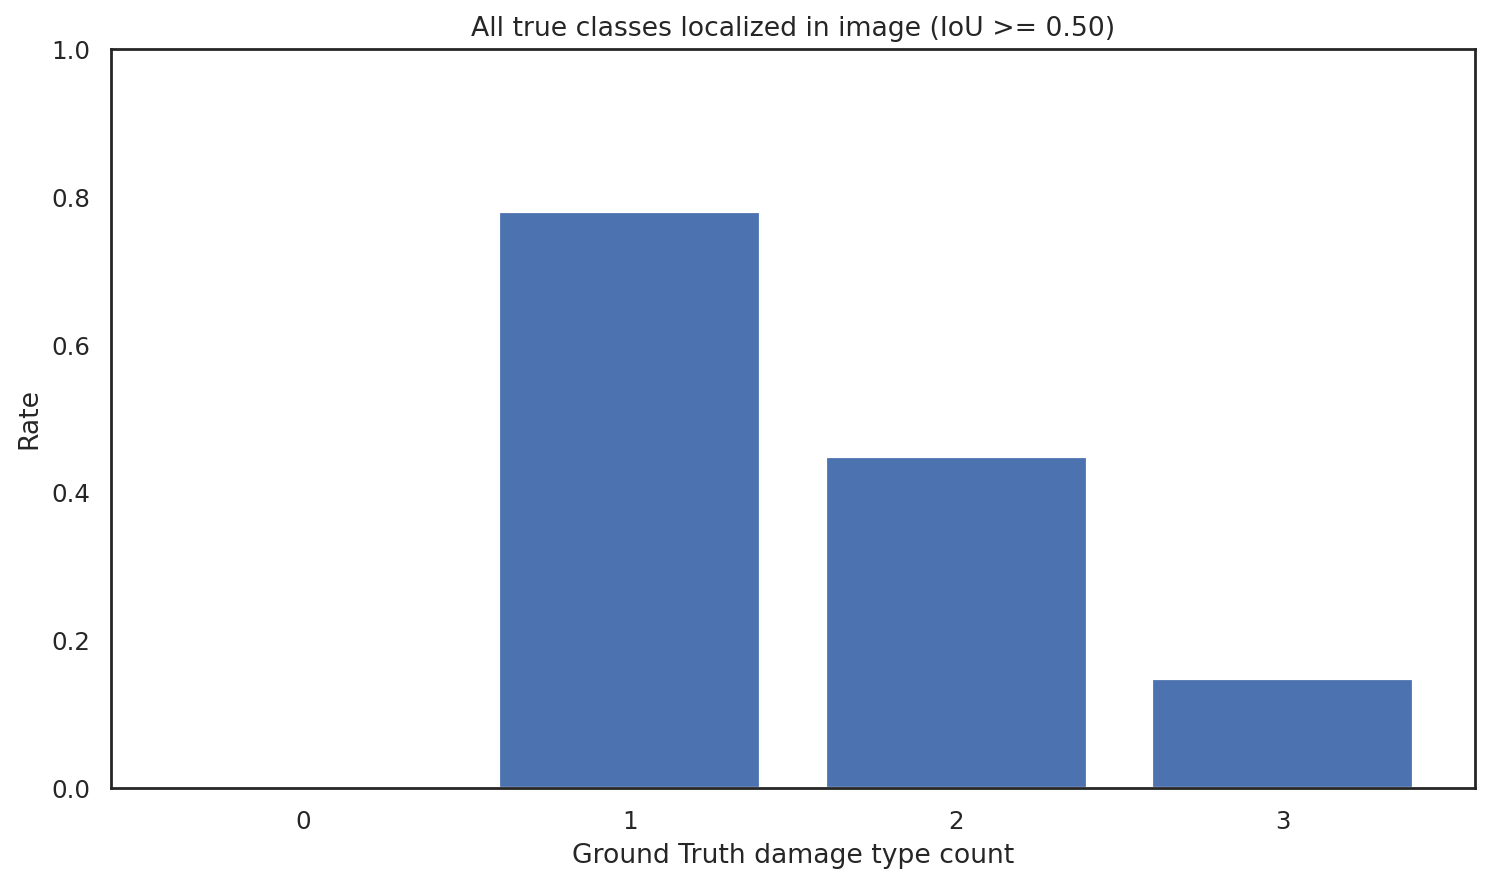 All true classes localized in image (IoU >= 0.50)
1.0
0.8
0.6
0.4
0.2
0.0
Rate
0 1 2 3
Ground Truth damage type count